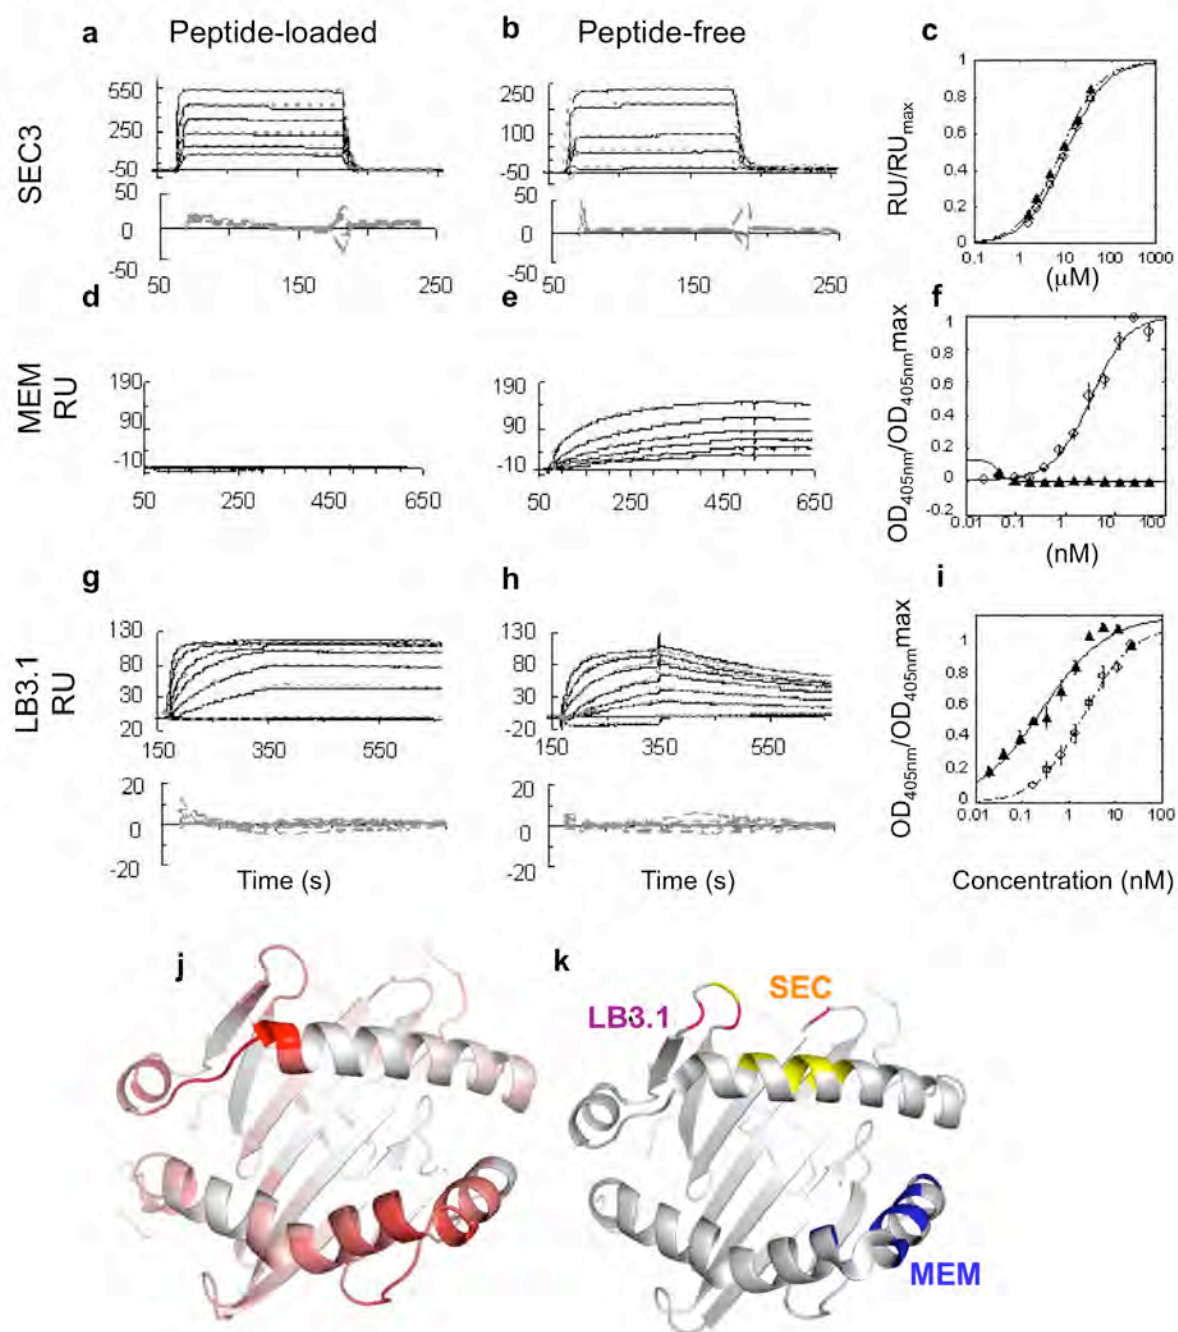 a Peptide-loaded
b Peptide-free
c
SEC3
550
250
-50
50
0
-50
50 150 250
250
100
-50
50
0
-50
50 150 250
RU/RUmax
1
0.8
0.6
0.4
0.2
0
0.1 1 10 100 1000
(μM)
d
e
f
MEM
RU
190
90
-10
50 250 450 650
190
90
-10
50 250 450 650
OD405nm/OD405nmmax
1
0.8
0.6
0.4
0.2
0
-0.2
0.01 0.1 1 10 100
(nM)
g
h
i
LB3.1
RU
130
80
30
20
150 350 550
20
0
-20
Time (s)
130
80
30
-20
150 350 550
20
0
-20
Time (s)
OD405nm/OD405nmmax
1
0.8
0.6
0.4
0.2
0
0.01 0.1 1 10 100
Concentration (nM)
j
k
LB3.1
SEC
MEM